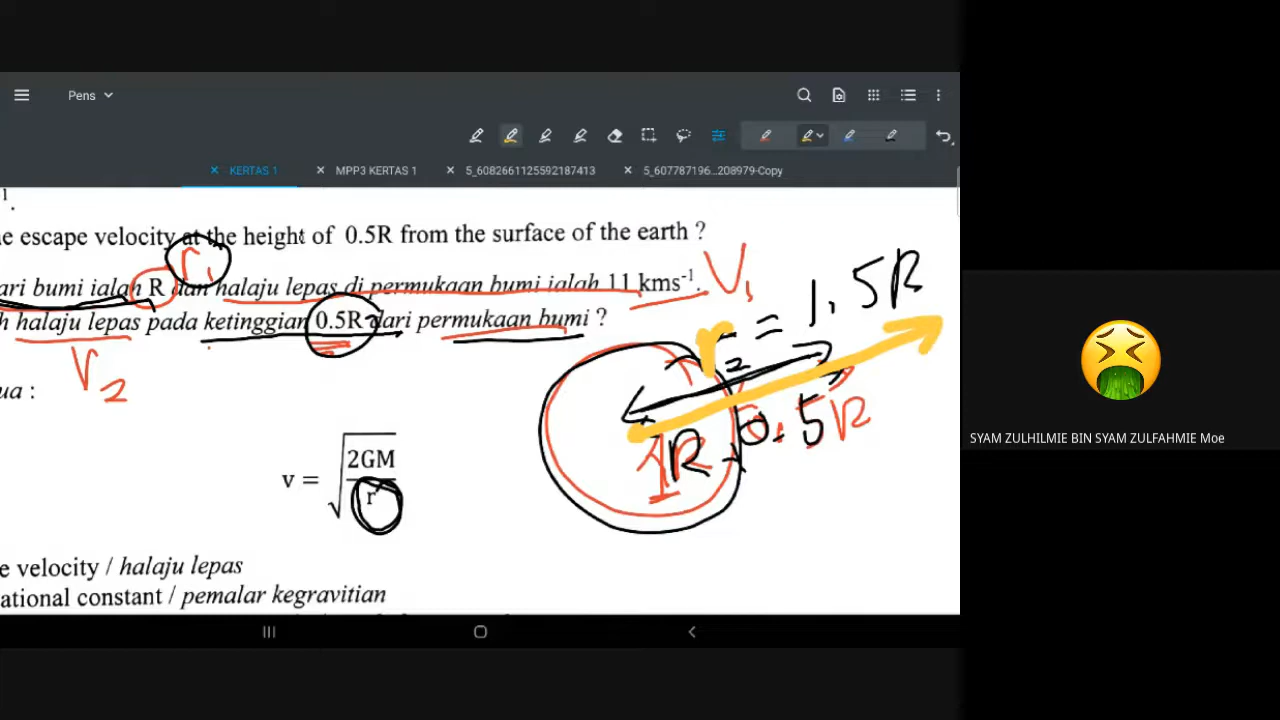 Pens
KERTAS 1
MPP3 KERTAS 1
5_6082661125592187413
5_607787196...208979-Copy
-1.
e escape velocity at the height of 0.5R from the surface of the earth ?
r1
ari bumi ialah R dan halaju lepas di permukaan bumi ialah 11 kms-1. V1
h halaju lepas pada ketinggian 0.5R dari permukaan bumi ?
V2
r2 = 1.5R
ua :
R 0.5R
v = √2GM/r
e velocity / halaju lepas
ational constant / pemalar kegravitian
SYAM ZULHILMIE BIN SYAM ZULFAHMIE Moe